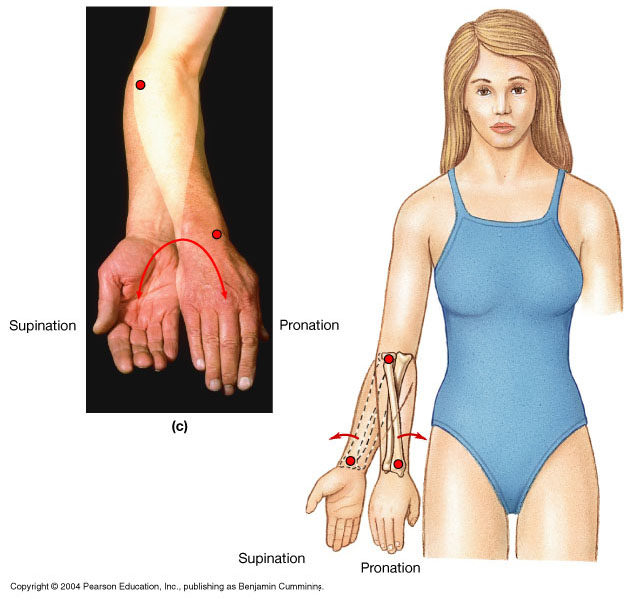 Supination
Pronation
(c)
Supination
Pronation
Copyright © 2004 Pearson Education, Inc., publishing as Benjamin Cummings.